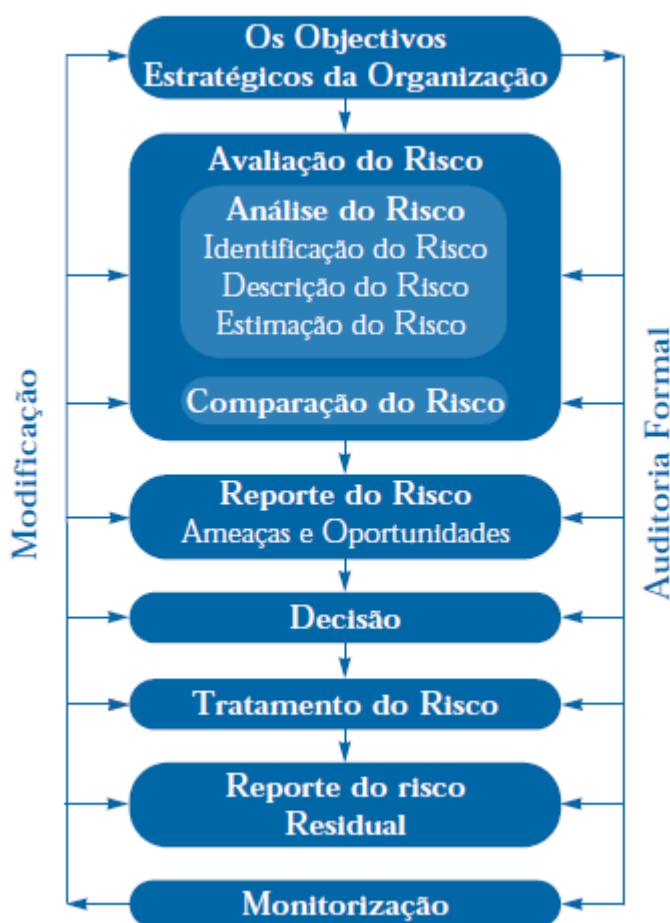 Os Objectivos
Estratégicos da Organização
Avaliação do Risco
Análise do Risco
Identificação do Risco
Descrição do Risco
Estimação do Risco
Comparação do Risco
Reporte do Risco
Ameaças e Oportunidades
Decisão
Tratamento do Risco
Reporte do risco
Residual
Monitorização
Modificação
Auditoria Formal